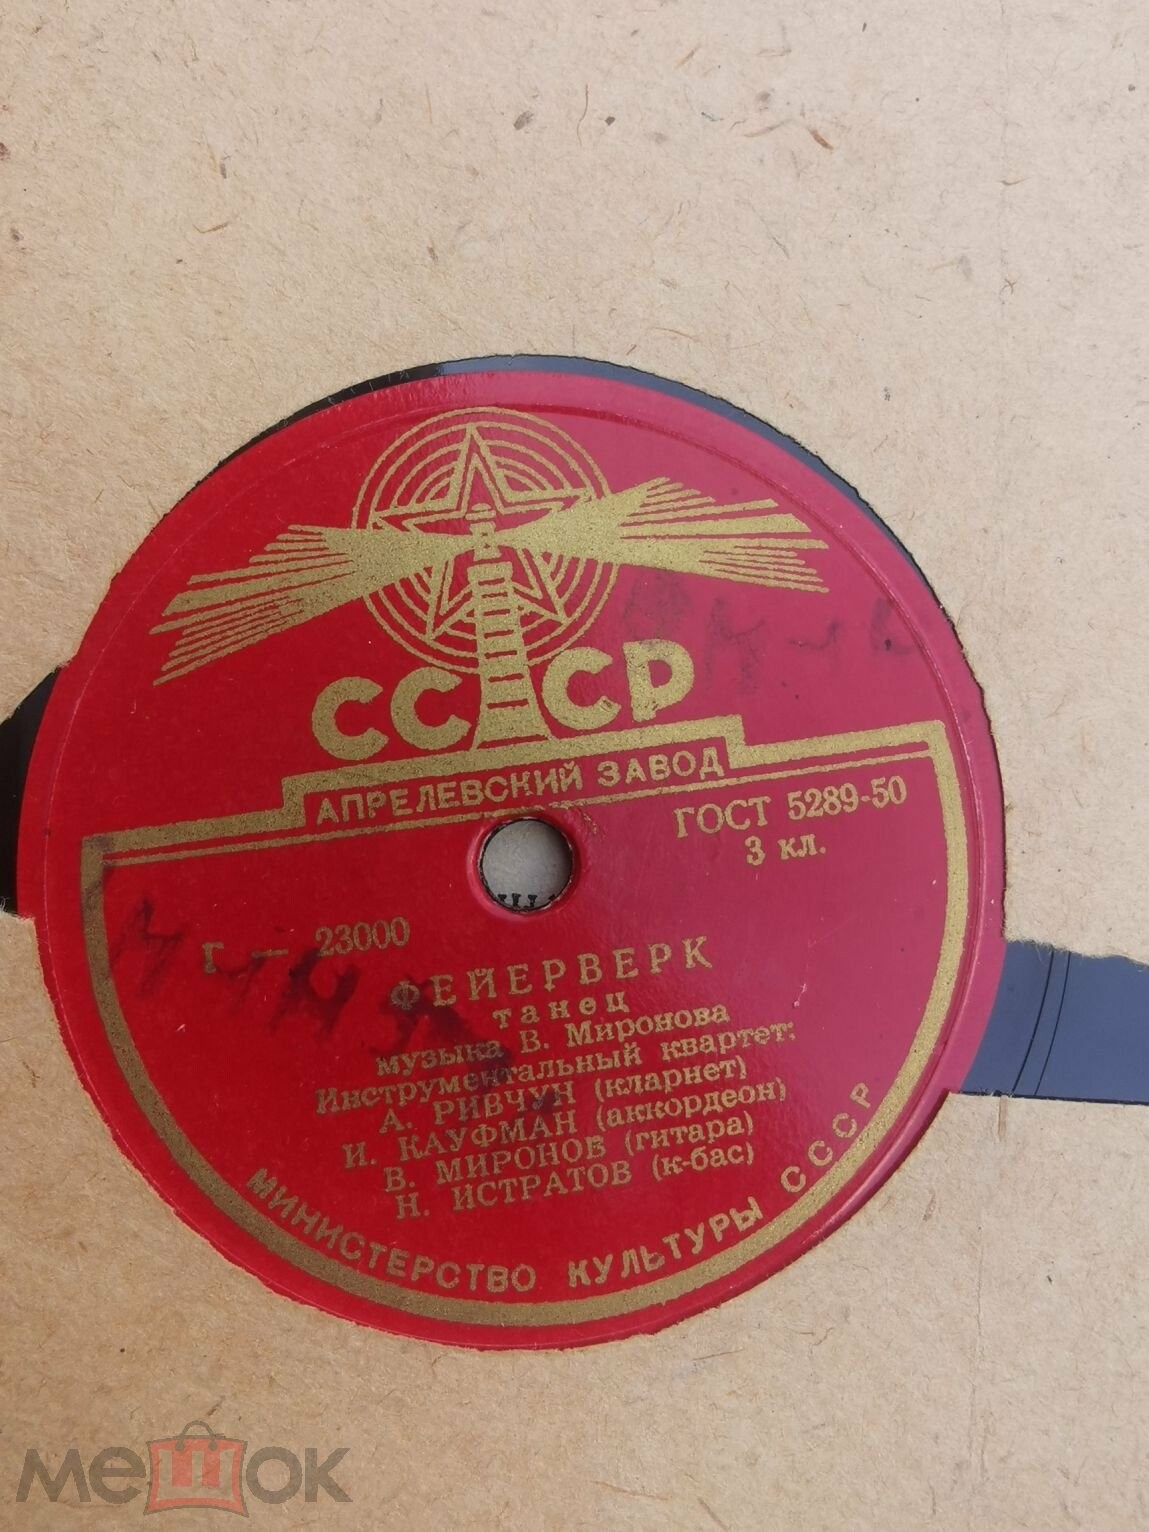 СССР
АПРЕЛЕВСКИЙ ЗАВОД
ГОСТ 5289-50
3 кл.
Г — 23000
ФЕЙЕРВЕРК
танец
музыка В. Миронова
Инструментальный квартет:
А. РИВЧУН (кларнет)
И. КАУФМАН (аккордеон)
В. МИРОНОВ (гитара)
Н. ИСТРАТОВ (к-бас)
МИНИСТЕРСТВО КУЛЬТУРЫ СССР
мешок